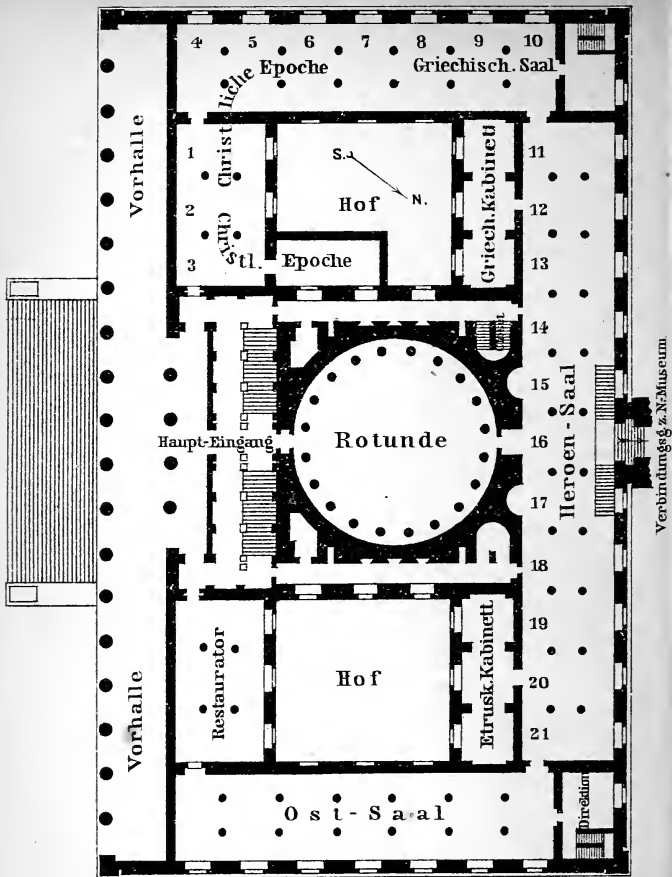 4 5 6 7 8 9 10
Epoche
Griechisch. Saal
Christliche
Vorhalle
1
2
3
Christl. Epoche
S.
N.
Hof
Griech. Kabinett
11
12
13
14
15
16
17
18
19
20
21
Haupt-Eingang
Rotunde
Heroen-Saal
Verbindungsg. z. N. Museum
Vorhalle
Restaurator
Hof
Etrusk. Kabinett.
Ost-Saal
Direktion